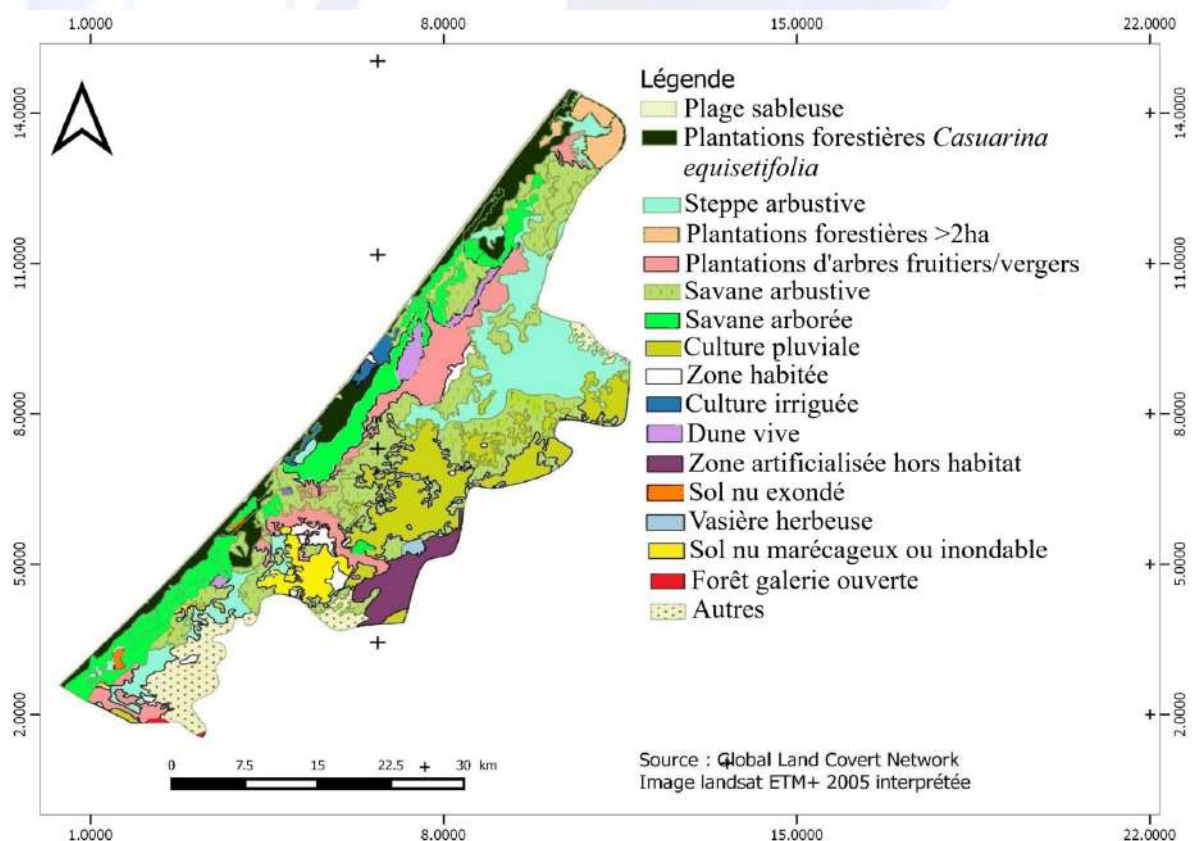 1.0000 8.0000 15.0000 22.0000
14.0000 14.0000
11.0000 11.0000
8.0000 8.0000
5.0000 5.0000
2.0000 2.0000
Légende
Plage sableuse
Plantations forestières Casuarina
equisetifolia
Steppe arbustive
Plantations forestières >2ha
Plantations d'arbres fruitiers/vergers
Savane arbustive
Savane arborée
Culture pluviale
Zone habitée
Culture irriguée
Dune vive
Zone artificialisée hors habitat
Sol nu exondé
Vasière herbeuse
Sol nu marécageux ou inondable
Forêt galerie ouverte
Autres
0 7.5 15 22.5 30 km
Source : Global Land Covert Network
Image landsat ETM+ 2005 interprétée
1.0000 8.0000 15.0000 22.0000